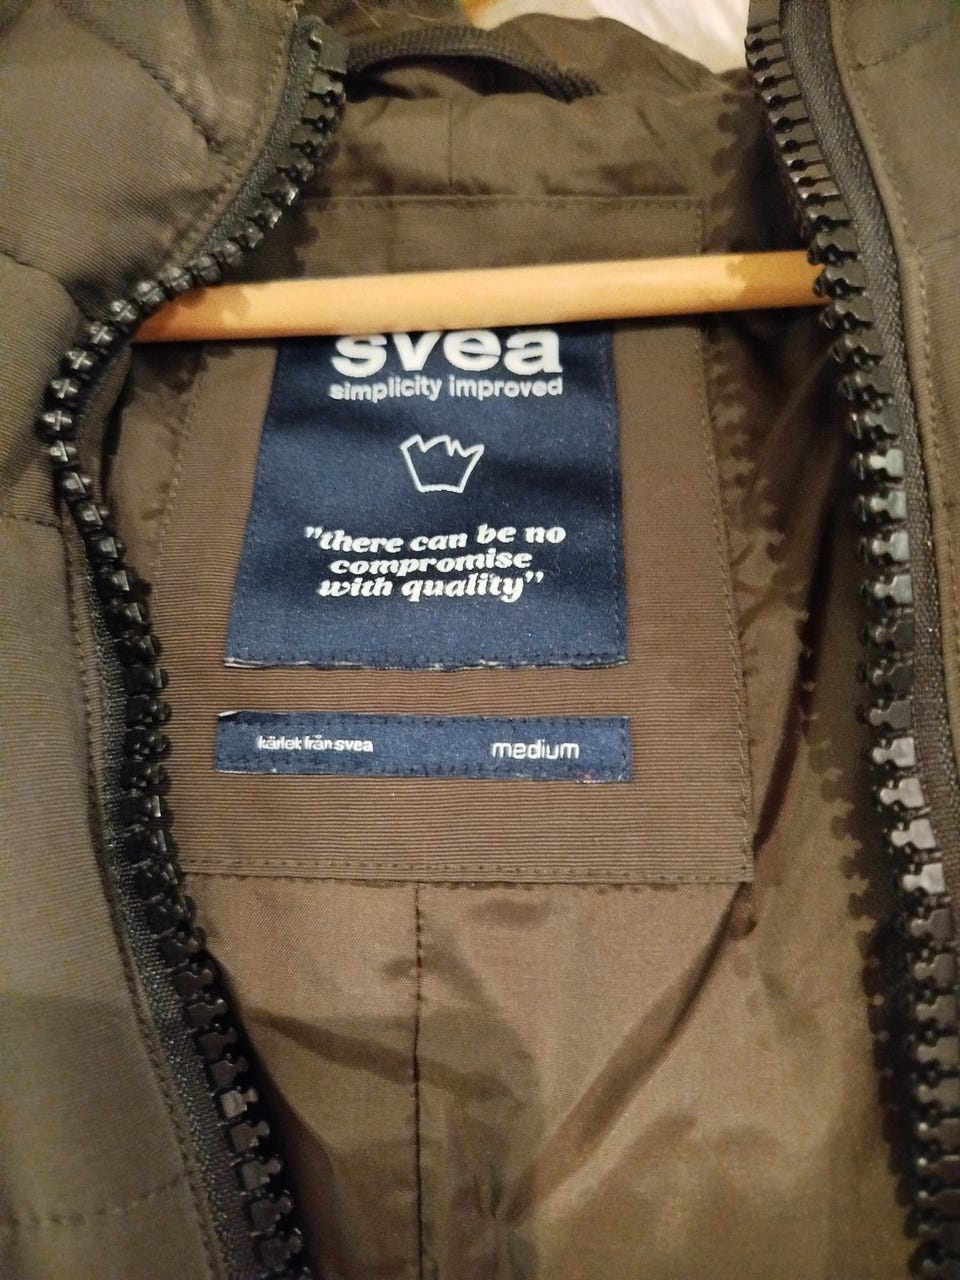 svea
simplicity improved
"there can be no
compromise
with quality"
kärlek från svea
medium